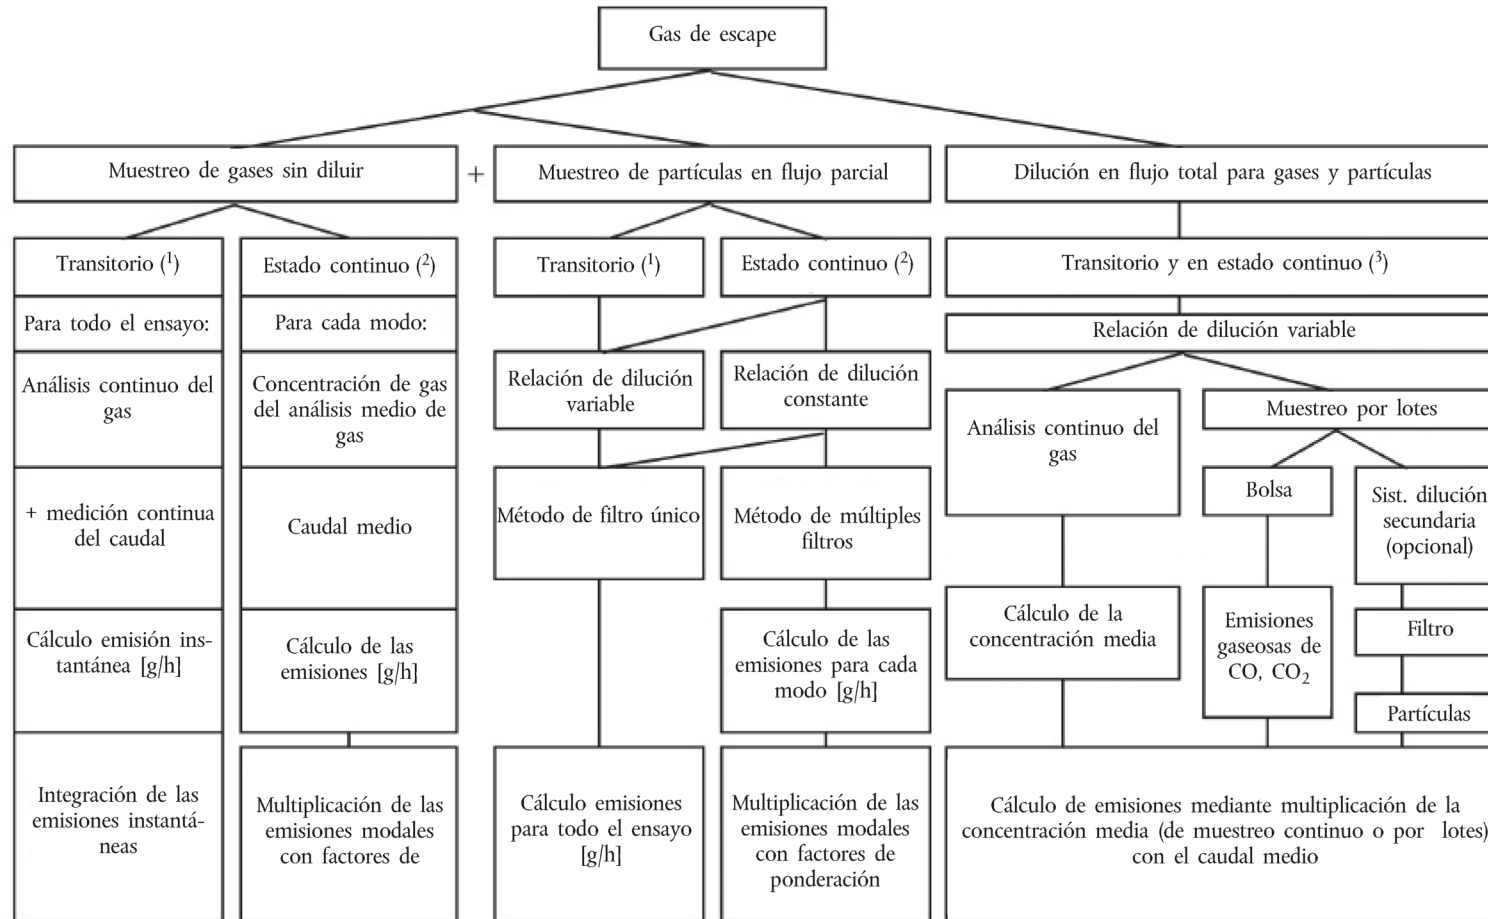 Gas de escape
Muestreo de gases sin diluir
+
Muestreo de partículas en flujo parcial
Dilución en flujo total para gases y partículas
Transitorio (1)
Estado continuo (2)
Transitorio (1)
Estado continuo (2)
Transitorio y en estado continuo (3)
Para todo el ensayo:
Para cada modo:
Relación de dilución variable
Análisis continuo del
gas
Concentración de gas
del análisis medio de
gas
Relación de dilución
variable
Relación de dilución
constante
Análisis continuo del
gas
Muestreo por lotes
+ medición continua
del caudal
Caudal medio
Método de filtro único
Método de múltiples
filtros
Bolsa
Sist. dilución
secundaria
(opcional)
Cálculo emisión ins-
tantánea [g/h]
Cálculo de las
emisiones [g/h]
Cálculo de las
emisiones para cada
modo [g/h]
Cálculo de la
concentración media
Emisiones
gaseosas de
CO, CO2
Filtro
Partículas
Integración de las
emisiones instantá-
neas
Multiplicación de las
emisiones modales
con factores de
Cálculo emisiones
para todo el ensayo
[g/h]
Multiplicación de las
emisiones modales
con factores de
ponderación
Cálculo de emisiones mediante multiplicación de la
concentración media (de muestreo continuo o por lotes)
con el caudal medio